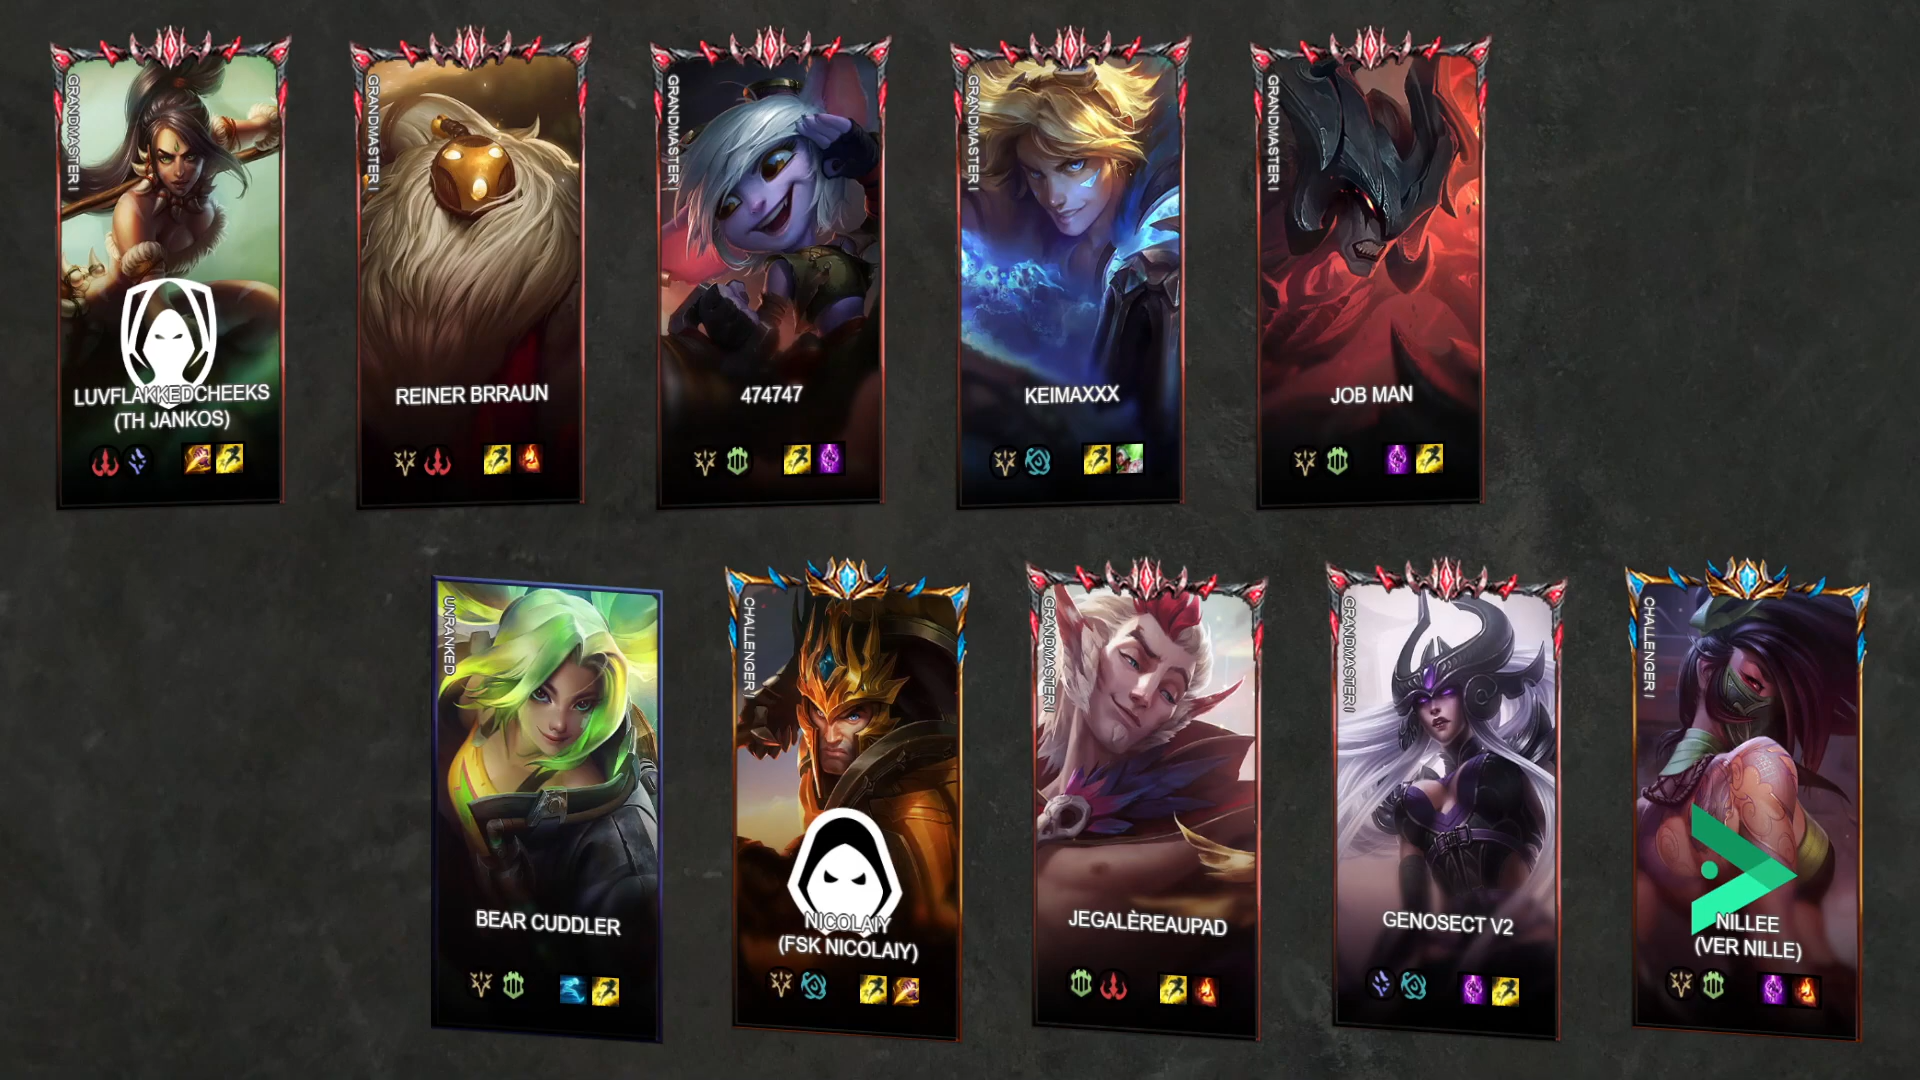 GRANDMASTER I
LUVFLAKKEDCHEEKS
(TH JANKOS)
GRANDMASTER I
REINER BRRAUN
GRANDMASTER I
474747
GRANDMASTER I
KEIMAXXX
GRANDMASTER I
JOB MAN
UNRANKED
BEAR CUDDLER
CHALLENGER I
NICOLAIY
(FSK NICOLAIY)
GRANDMASTER I
JEGALÈREAUPAD
GRANDMASTER I
GENOSECT V2
CHALLENGER I
NILLEE
(VER NILLE)